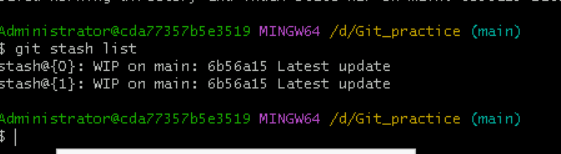 Administrator@cda77357b5e3519 MINGW64 /d/Git_practice (main)
$ git stash list
stash@{0}: WIP on main: 6b56a15 Latest update
stash@{1}: WIP on main: 6b56a15 Latest update
Administrator@cda77357b5e3519 MINGW64 /d/Git_practice (main)
$